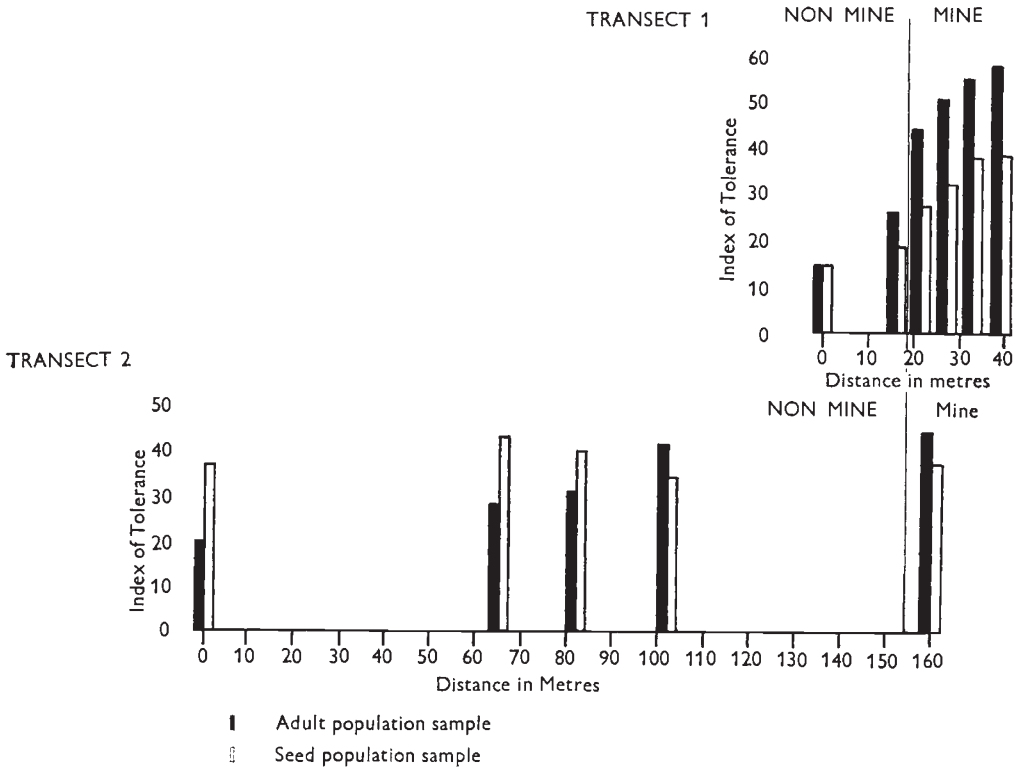 TRANSECT 1
NON MINE
MINE
Index of Tolerance
60
50
40
30
20
10
0
0 10 20 30 40
Distance in metres
TRANSECT 2
NON MINE
Mine
Index of Tolerance
50
40
30
20
10
0
0 10 20 30 40 50 60 70 80 90 100 110 120 130 140 150 160
Distance in Metres
Adult population sample
Seed population sample